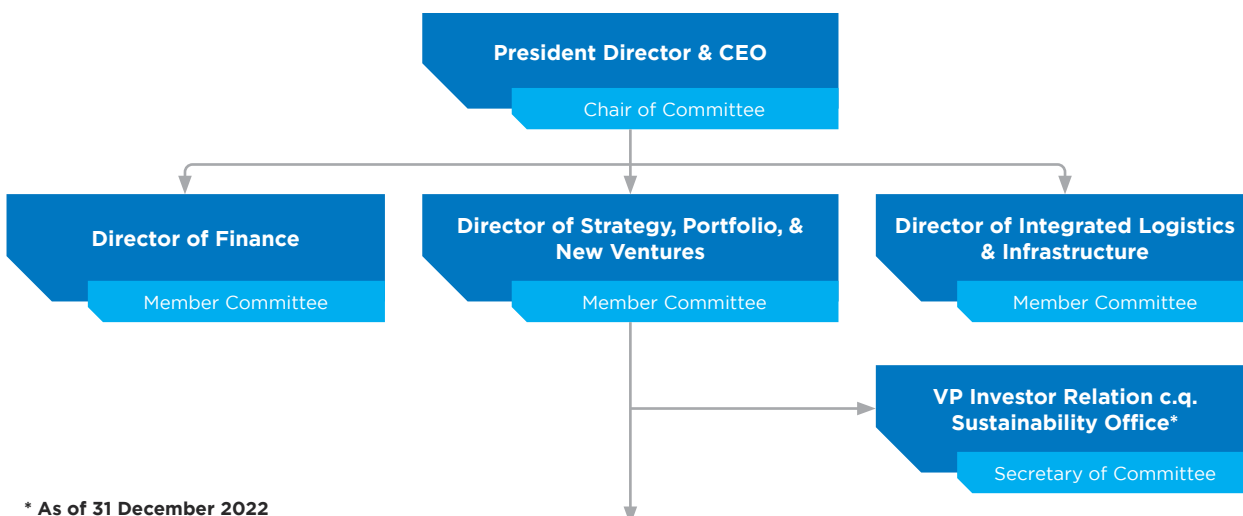 President Director & CEO
Chair of Committee
Director of Finance
Member Committee
Director of Strategy, Portfolio, &
New Ventures
Member Committee
Director of Integrated Logistics
& Infrastructure
Member Committee
VP Investor Relation c.q.
Sustainability Office*
Secretary of Committee
* As of 31 December 2022